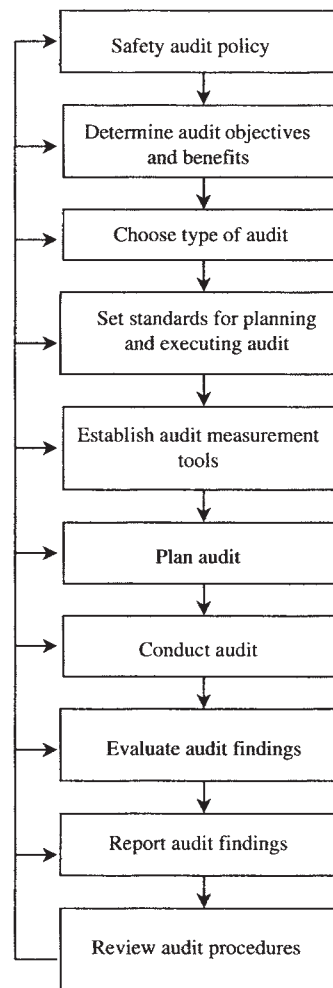 Safety audit policy
Determine audit objectives
and benefits
Choose type of audit
Set standards for planning
and executing audit
Establish audit measurement
tools
Plan audit
Conduct audit
Evaluate audit findings
Report audit findings
Review audit procedures